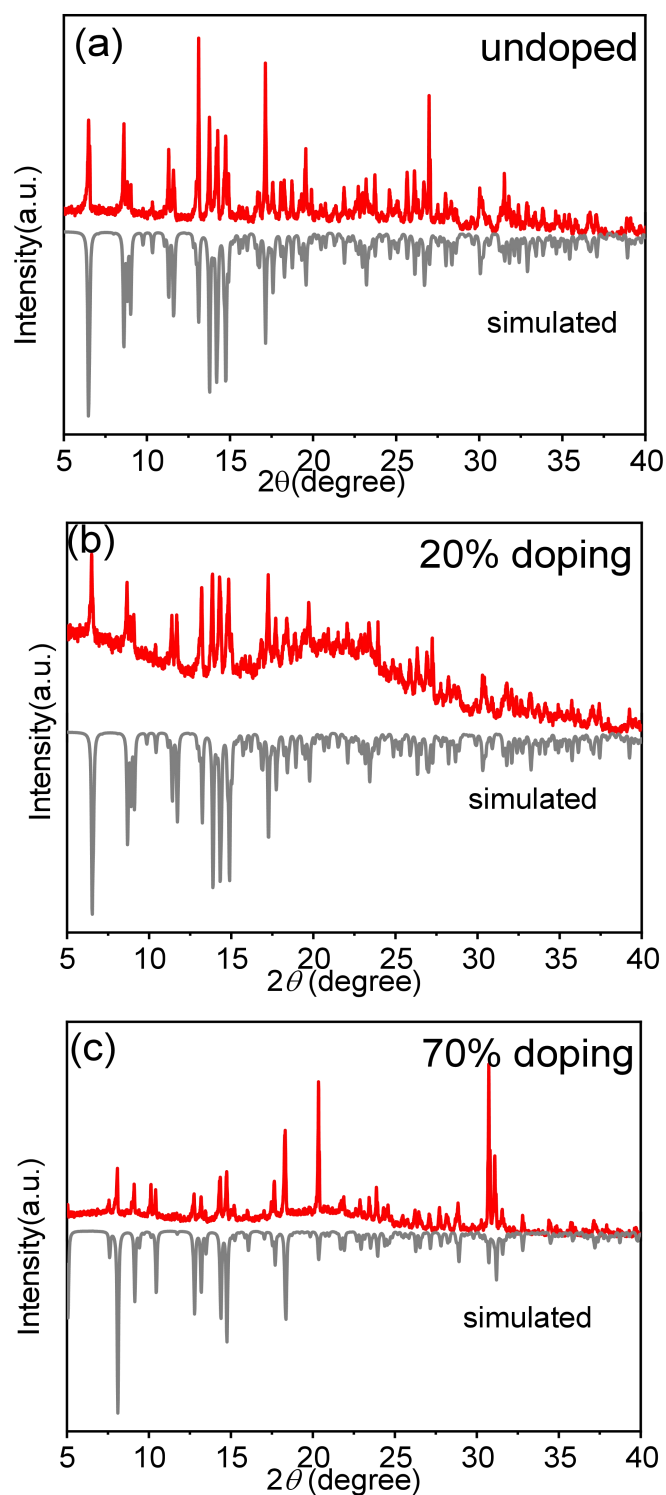 (a)
undoped
Intensity(a.u.)
simulated
5 10 15 20 25 30 35 40
2θ(degree)
(b)
20% doping
Intensity(a.u.)
simulated
5 10 15 20 25 30 35 40
2θ (degree)
(c)
70% doping
Intensity(a.u.)
simulated
5 10 15 20 25 30 35 40
2θ (degree)